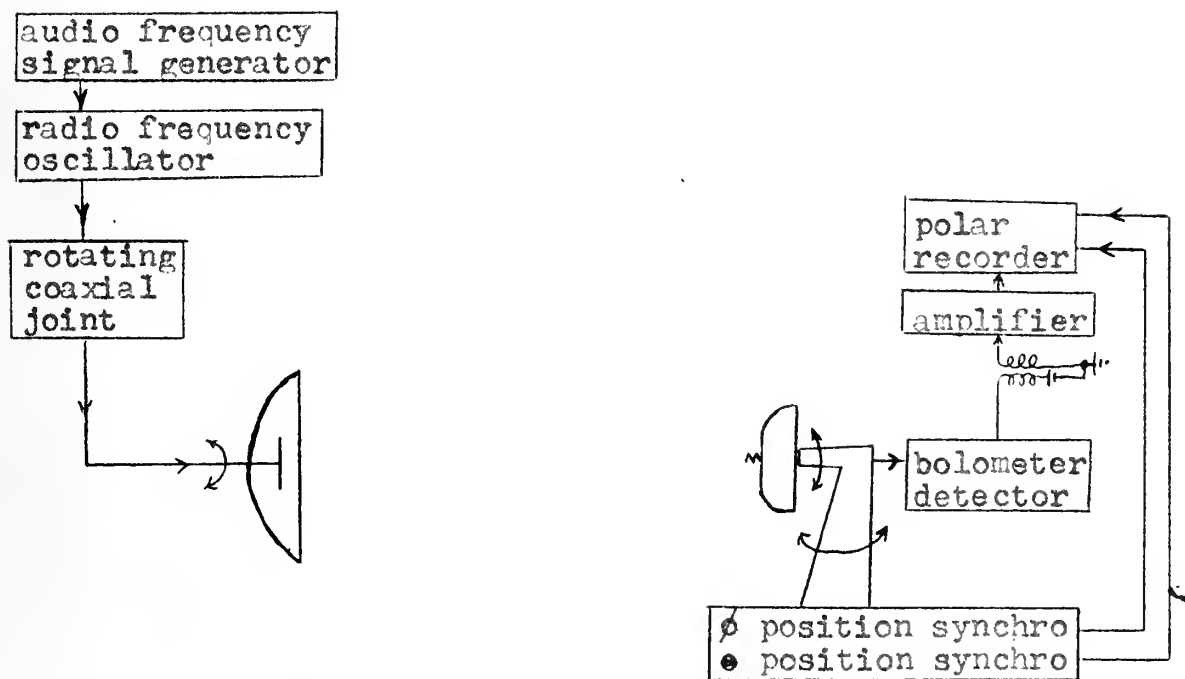 audio frequency
signal generator
radio frequency
oscillator
rotating
coaxial
joint
polar
recorder
amplifier
bolometer
detector
ϕ position synchro
θ position synchro